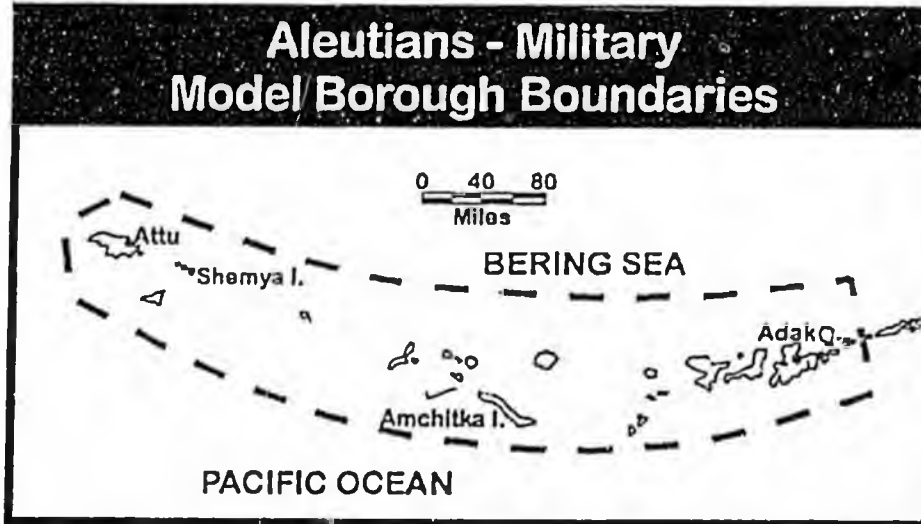 Aleutians - Military
Model Borough Boundaries
0 40 80
Miles
Attu
BERING SEA
Shemya I.
Adak
Amchitka I.
PACIFIC OCEAN